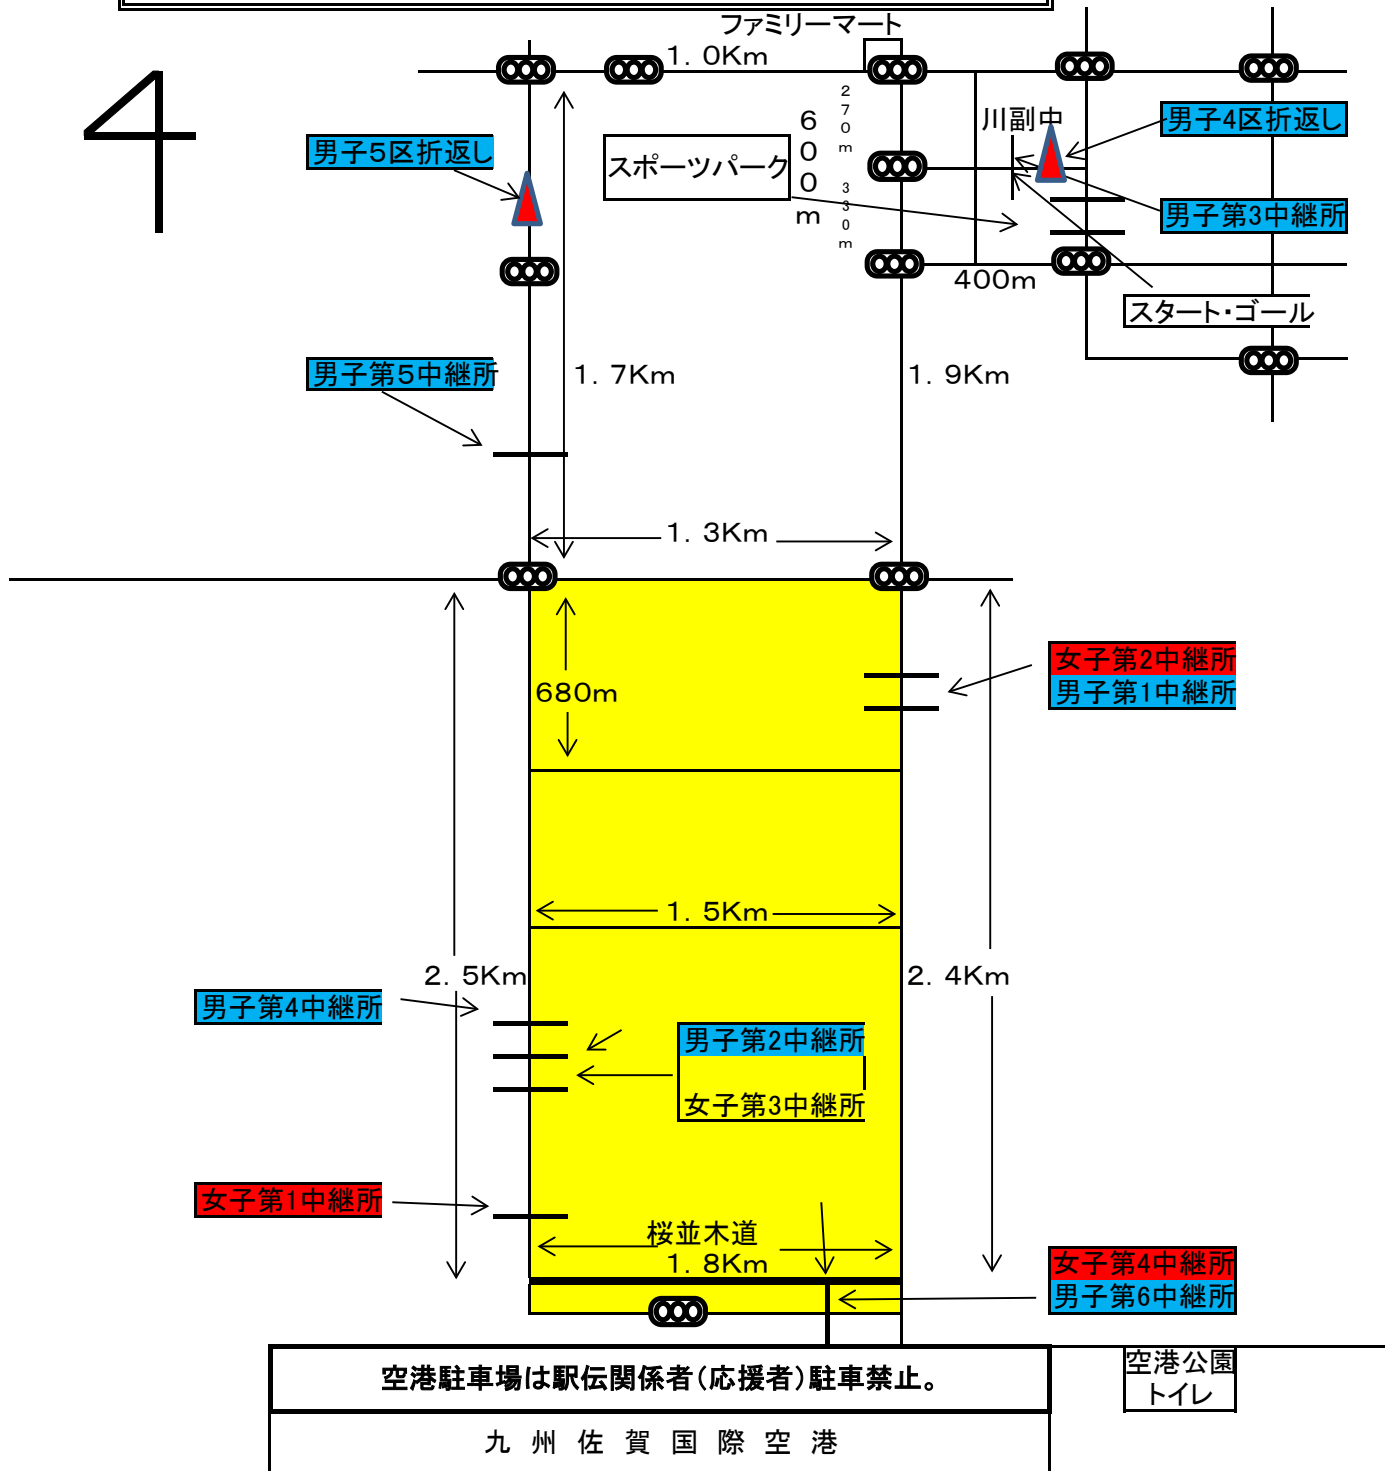 ファミリーマート
1．0Km
4
270m
600m
川副中
男子4区折返し
男子５区折返し
スポーツパーク
330m
男子第3中継所
400m
スタート・ゴール
男子第５中継所
1．7Km
1．9Km
1．3Km
女子第2中継所
男子第1中継所
680m
1．5Km
2．5Km
2．4Km
男子第4中継所
男子第2中継所
女子第3中継所
女子第1中継所
桜並木道
1．8Km
女子第4中継所
男子第6中継所
空港駐車場は駅伝関係者（応援者）駐車禁止。
空港公園
トイレ
九州佐賀国際空港